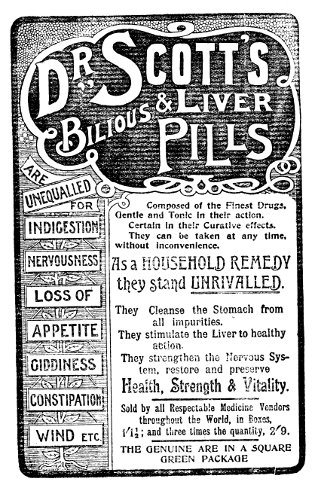 DR SCOTT'S
BILIOUS & LIVER
PILLS
ARE
UNEQUALLED
FOR
INDIGESTION
NERVOUSNESS
LOSS OF
APPETITE
GIDDINESS
CONSTIPATION
WIND ETC.
Composed of the Finest Drugs,
Gentle and Tonic in their action.
Certain in their Curative effects.
They can be taken at any time,
without inconvenience.
As a HOUSEHOLD REMEDY
they stand UNRIVALLED.
They Cleanse the Stomach from
all impurities.
They stimulate the Liver to healthy
action.
They strengthen the Nervous Sys-
tem, restore and preserve
Health, Strength & Vitality.
Sold by all Respectable Medicine Vendors
throughout the World, in Boxes,
1/1½; and three times the quantity, 2/9.
THE GENUINE ARE IN A SQUARE
GREEN PACKAGE